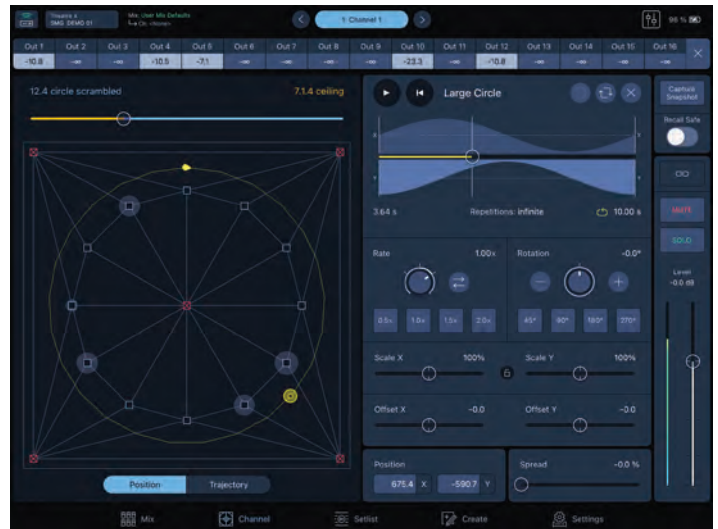 Theatre 4
DMG DEMO 01
Mix: User Mix Defaults
Ch: <None>
1: Channel 1
96 %
Out 1 Out 2 Out 3 Out 4 Out 5 Out 6 Out 7 Out 8 Out 9 Out 10 Out 11 Out 12 Out 13 Out 14 Out 15 Out 16
-10.8 -∞ -∞ -10.5 -7.1 -∞ -∞ -∞ -∞ -23.3 -∞ -10.8 -∞ -∞ -∞ -∞
12.4 circle scrambled
7.1.4 ceiling
Large Circle
Capture
Snapshot
Recall Safe
X
X
Y
Y
3.64 s
Repetitions: infinite
10.00 s
MUTE
SOLO
Rate
1.00x
Rotation
-0.0°
Level
-0.0 dB
0.5x 1.0x 1.5x 2.0x
45° 90° 180° 270°
Scale X
100%
Scale Y
100%
Offset X
-0.0
Offset Y
-0.0
Position
675.4 X
-590.7 Y
Spread
-0.0 %
Position
Trajectory
Mix
Channel
Setlist
Create
Settings